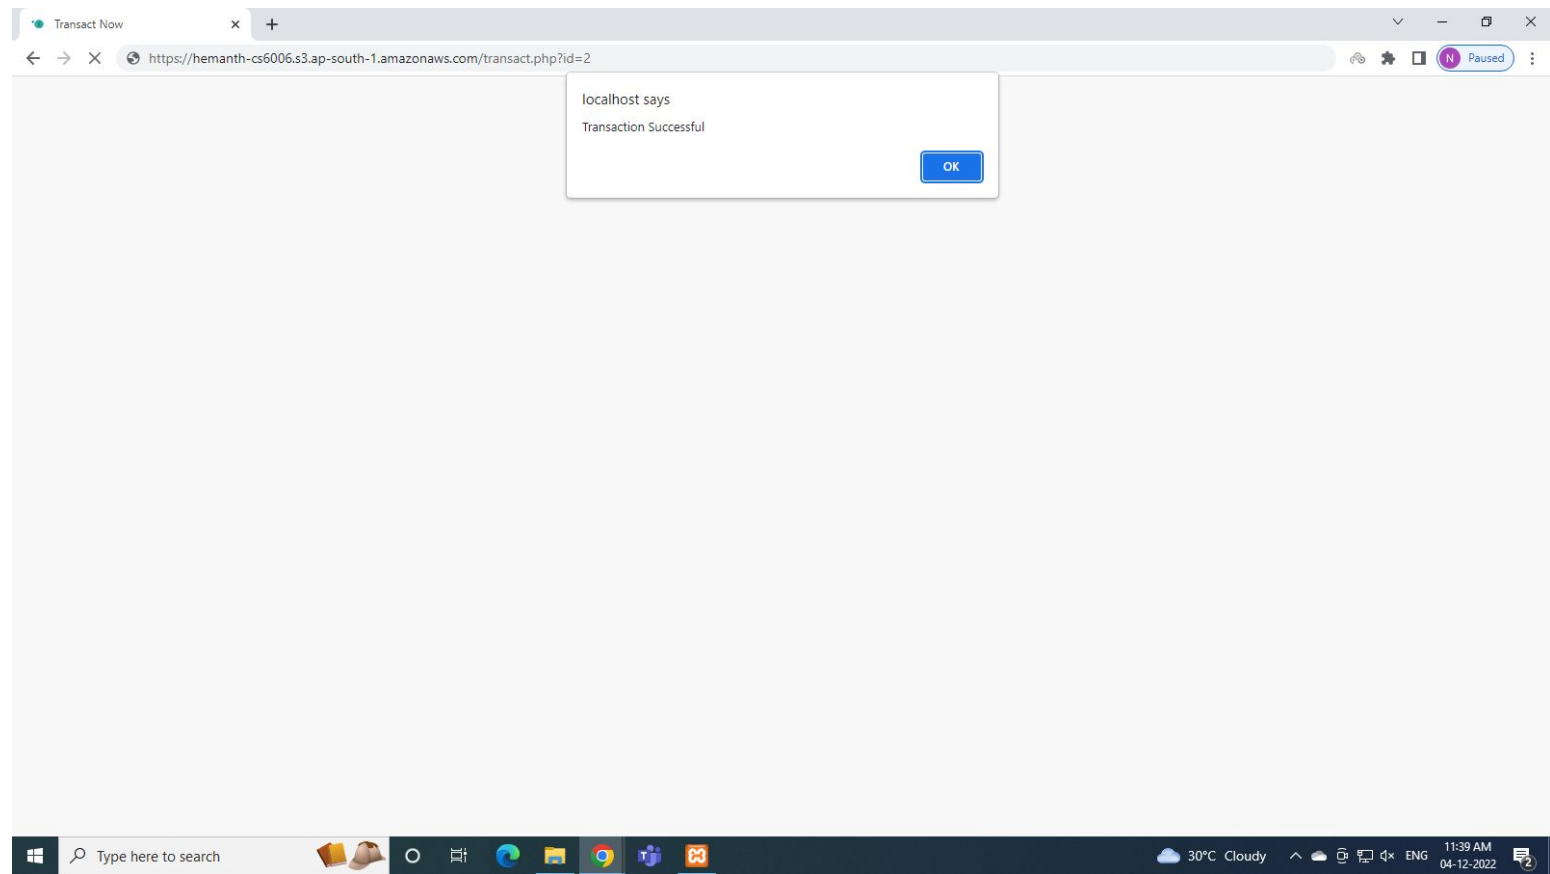 Transact Now
https://hemanth-cs6006.s3.ap-south-1.amazonaws.com/transact.php?id=2
N Paused
localhost says
Transaction Successful
OK
Type here to search
30°C Cloudy
ENG
11:39 AM
04-12-2022
2